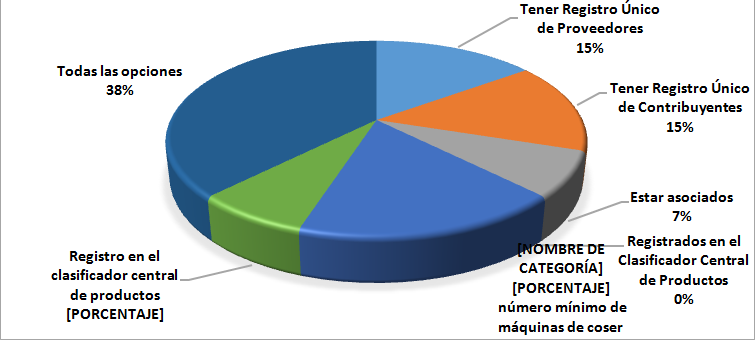 Tener Registro Único
de Proveedores
15%
Todas las opciones
38%
Tener Registro Único
de Contribuyentes
15%
Estar asociados
7%
Registrados en el
Clasificador Central
de Productos
0%
[NOMBRE DE
CATEGORÍA]
[PORCENTAJE]
número mínimo de
máquinas de coser
Registro en el
clasificador central
de productos
[PORCENTAJE]